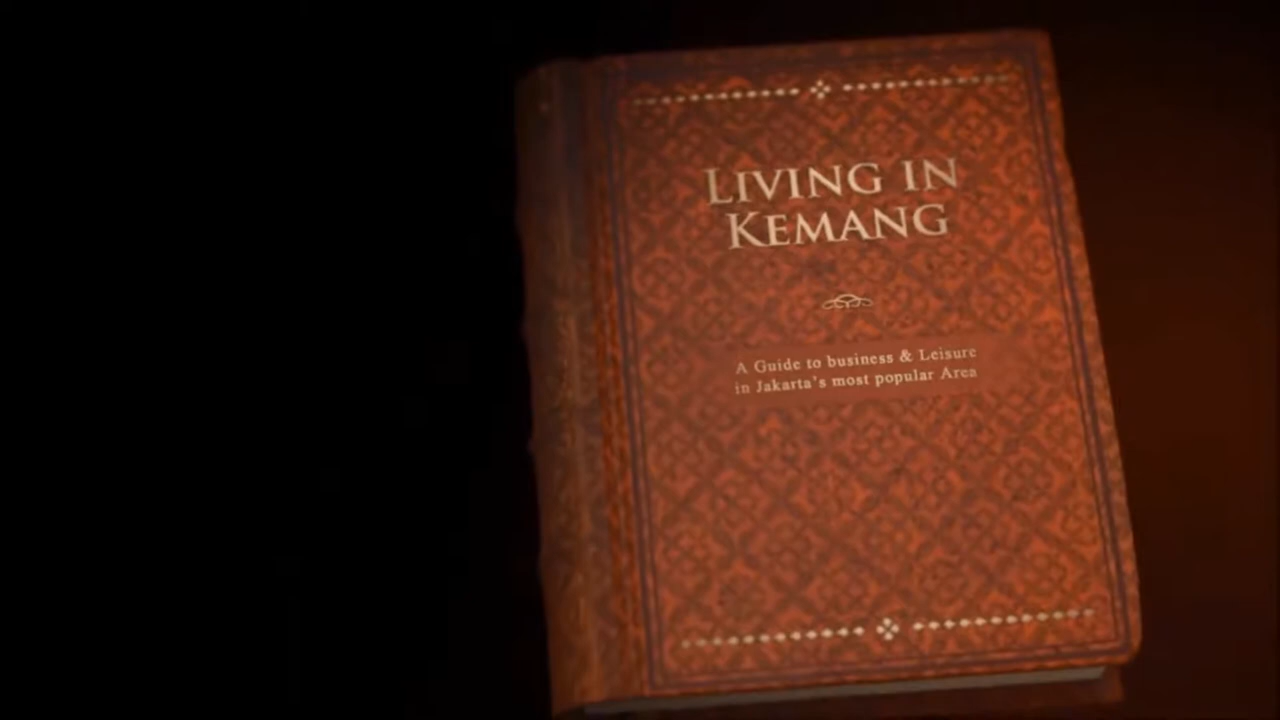 LIVING IN
KEMANG
A Guide to business & Leisure
in Jakarta's most popular Area